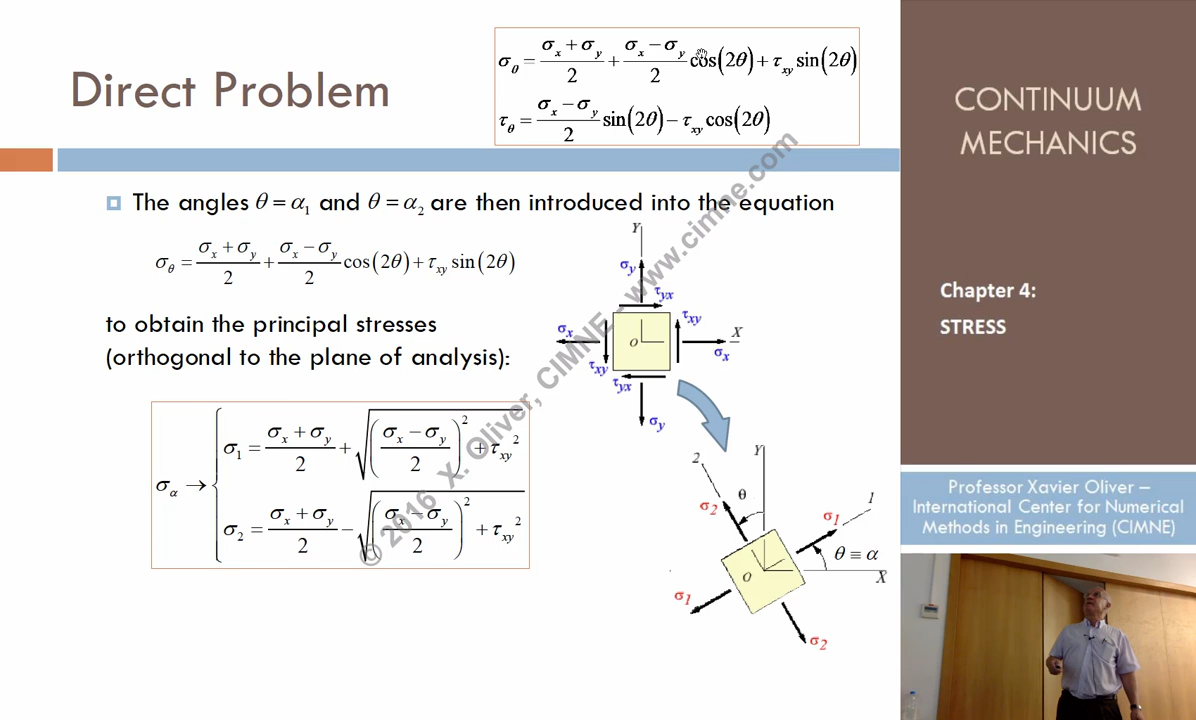 Direct Problem
σθ = (σx + σy)/2 + (σx − σy)/2 cos(2θ) + τxy sin(2θ)
τθ = (σx − σy)/2 sin(2θ) − τxy cos(2θ)
The angles θ = α1 and θ = α2 are then introduced into the equation
σθ = (σx + σy)/2 + (σx − σy)/2 cos(2θ) + τxy sin(2θ)
to obtain the principal stresses
(orthogonal to the plane of analysis):
σα → { σ1 = (σx + σy)/2 + √(((σx − σy)/2)² + τxy²)
σ2 = (σx + σy)/2 − √(((σx − σy)/2)² + τxy²)
Y
σy
τyx
τxy
σx
O
X
σx
τxy
τyx
σy
Y
2
θ
σ2
1
σ1
θ ≡ α
O
X
σ1
σ2
© 2016 X. Oliver, CIMNE - www.cimne.com
CONTINUUM
MECHANICS
Chapter 4:
STRESS
Professor Xavier Oliver –
International Center for Numerical
Methods in Engineering (CIMNE)